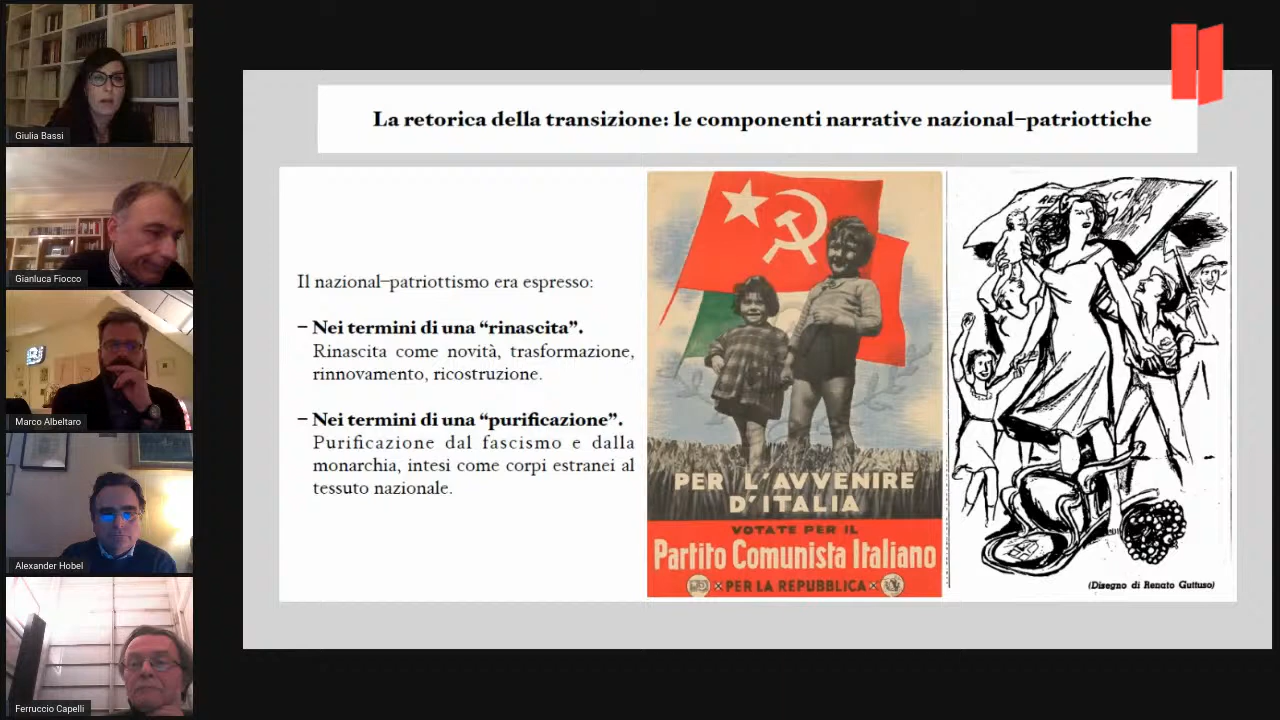 Giulia Bassi
Gianluca Fiocco
Marco Albeltaro
Alexander Hobel
Ferruccio Capelli
La retorica della transizione: le componenti narrative nazional–patriottiche
Il nazional–patriottismo era espresso:
– Nei termini di una “rinascita”.
Rinascita come novità, trasformazione,
rinnovamento, ricostruzione.
– Nei termini di una “purificazione”.
Purificazione dal fascismo e dalla
monarchia, intesi come corpi estranei al
tessuto nazionale.
PER L'AVVENIRE
D'ITALIA
VOTATE PER IL
Partito Comunista Italiano
PER LA REPUBBLICA
(Disegno di Renato Guttuso)